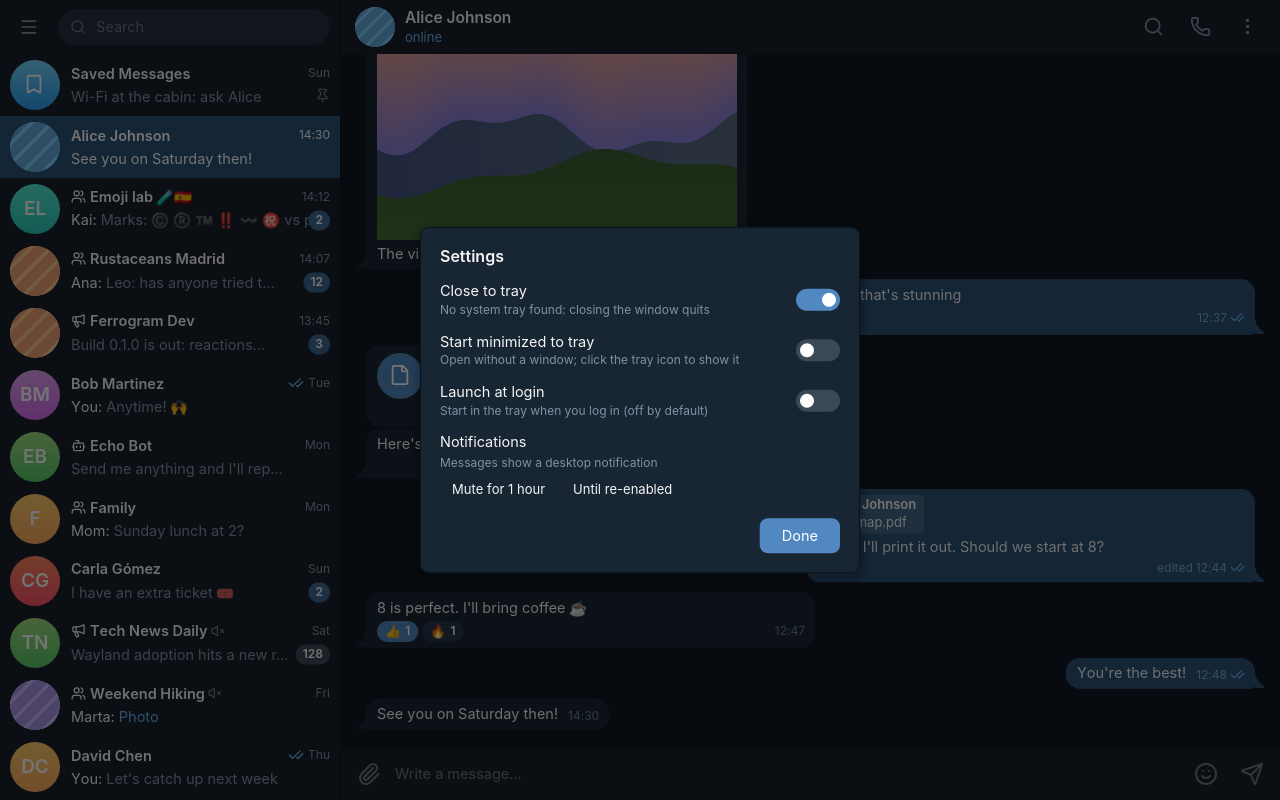 Search
Saved Messages Sun
Wi-Fi at the cabin: ask Alice
Alice Johnson 14:30
See you on Saturday then!
Emoji lab 🧪🇪🇸 14:12
Kai: Marks: © ® ™ ‼️ 〰️ ㊗️ vs 2
Rustaceans Madrid 14:07
Ana: Leo: has anyone tried t... 12
Ferrogram Dev 13:45
Build 0.1.0 is out: reactions... 3
Bob Martinez Tue
You: Anytime! 🙌
Echo Bot Mon
Send me anything and I'll rep...
Family Mon
Mom: Sunday lunch at 2?
Carla Gómez Sun
I have an extra ticket 🎟️ 2
Tech News Daily Sat
Wayland adoption hits a new r... 128
Weekend Hiking Fri
Marta: Photo
David Chen Thu
You: Let's catch up next week
EL
BM
EB
F
CG
TN
DC
Alice Johnson
online
The vi
that's stunning
12:37
Here's
Johnson
map.pdf
I'll print it out. Should we start at 8?
edited 12:44
8 is perfect. I'll bring coffee ☕
👍 1 🔥 1 12:47
You're the best! 12:48
See you on Saturday then! 14:30
Write a message...
Settings
Close to tray
No system tray found: closing the window quits
Start minimized to tray
Open without a window; click the tray icon to show it
Launch at login
Start in the tray when you log in (off by default)
Notifications
Messages show a desktop notification
Mute for 1 hour Until re-enabled
Done